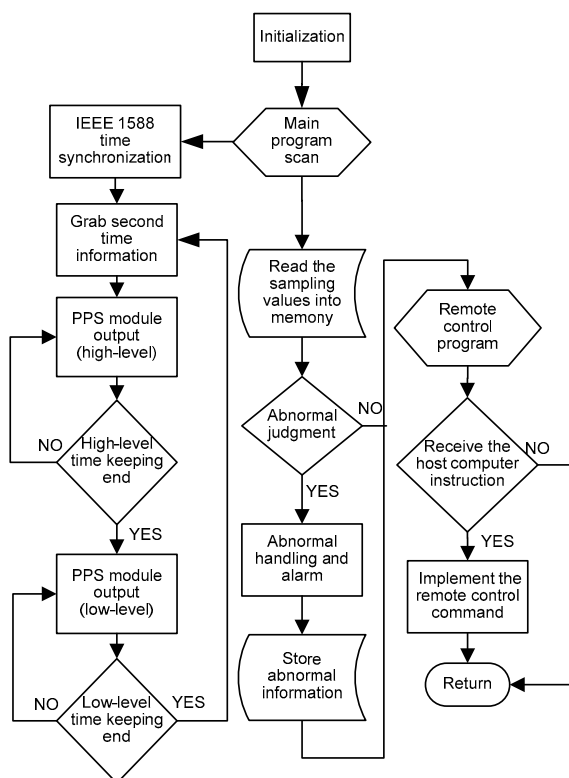 Initialization
Main
program scan
IEEE 1588
time
synchronization
Grab second
time
information
PPS module
output
(high-level)
NO
High-level
time keeping
end
YES
PPS module
output
(low-level)
NO
Low-level
time keeping
end
YES
Read the
sampling
values into
memory
Abnormal
judgment
NO
YES
Abnormal
handling and
alarm
Store
abnormal
information
Remote
control
program
Receive the
host computer
instruction
NO
YES
Implement the
remote control
command
Return